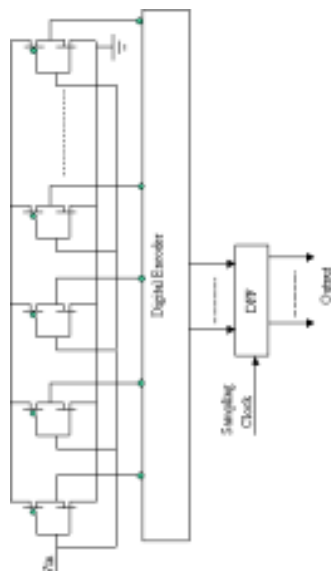 Digital Encoder
DFF
Sampling
Clock
Output
Vin